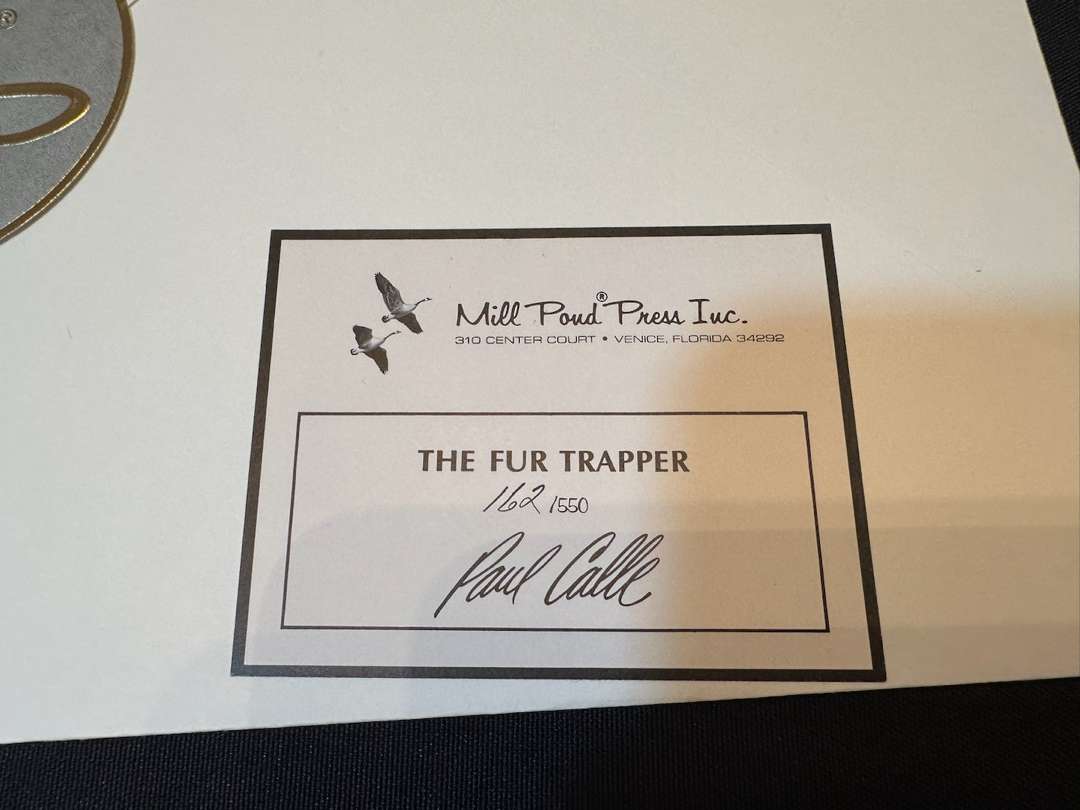 ®
Mill Pond® Press Inc.
310 CENTER COURT • VENICE, FLORIDA 34292
THE FUR TRAPPER
162 /550
Paul Calle